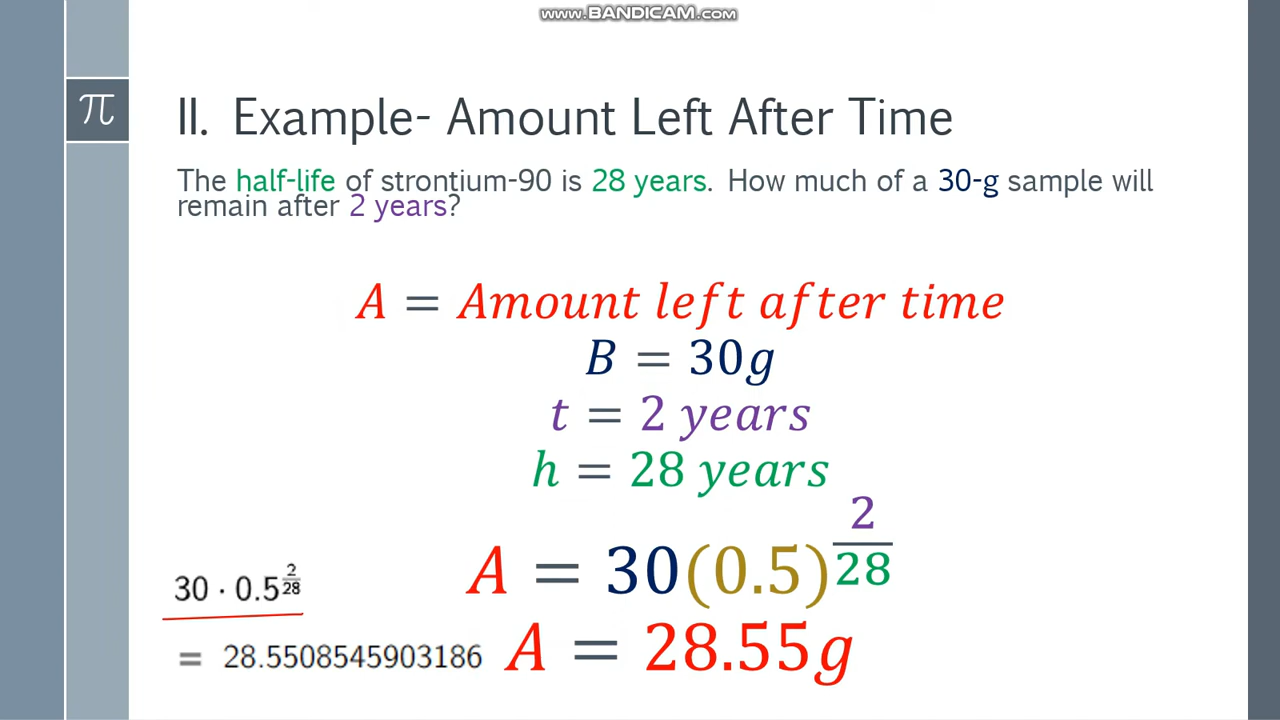 www.BANDICAM.com
π
II. Example- Amount Left After Time
The half-life of strontium-90 is 28 years. How much of a 30-g sample will
remain after 2 years?
A = Amount left after time
B = 30g
t = 2 years
h = 28 years
A = 30(0.5)^(2/28)
30 · 0.5^(2/28)
= 28.5508545903186
A = 28.55g